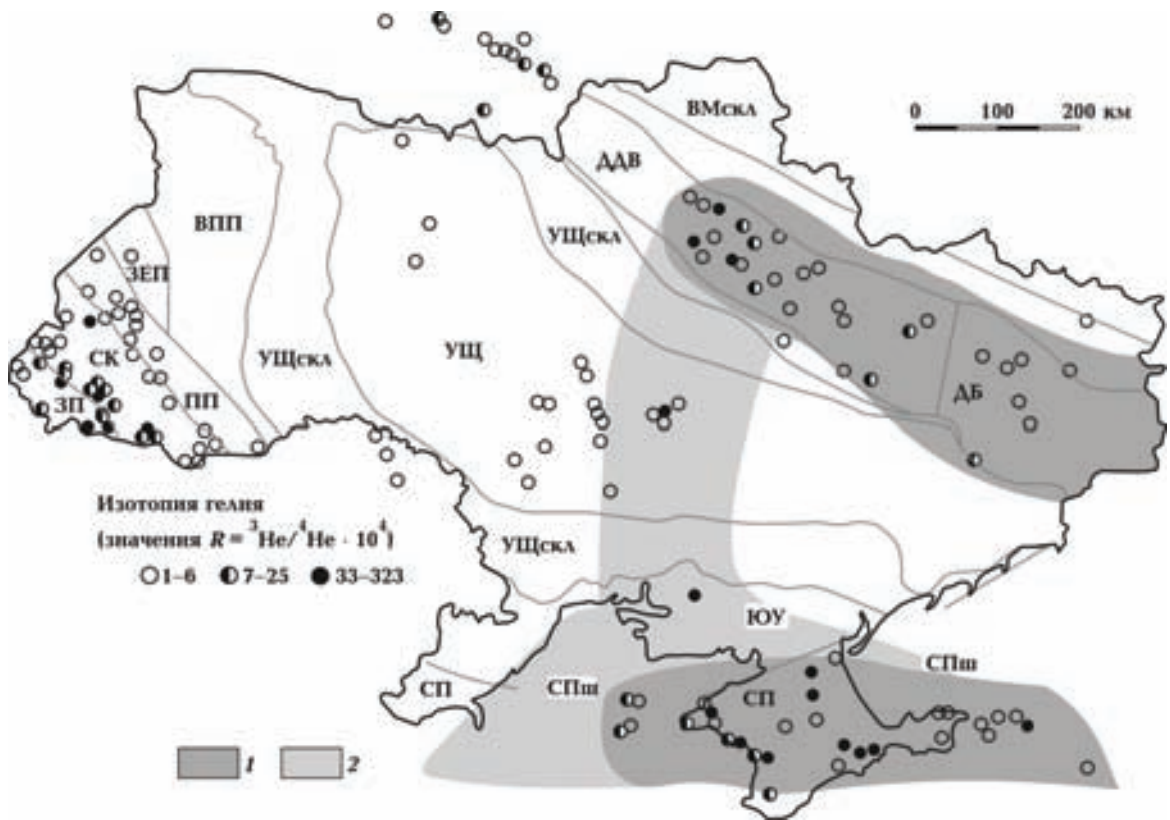 ВМскл
0 100 200 км
ДДВ
ВПП
УЩскл
ЗЕП
СК
УЩскл
УЩ
ЗП
ПП
ДБ
Изотопия гелия
(значения R = ³He/⁴He · 10⁴)
1–6 7–25 33–323
УЩскл
ЮУ
СПш
СП
СПш
СП
1 2